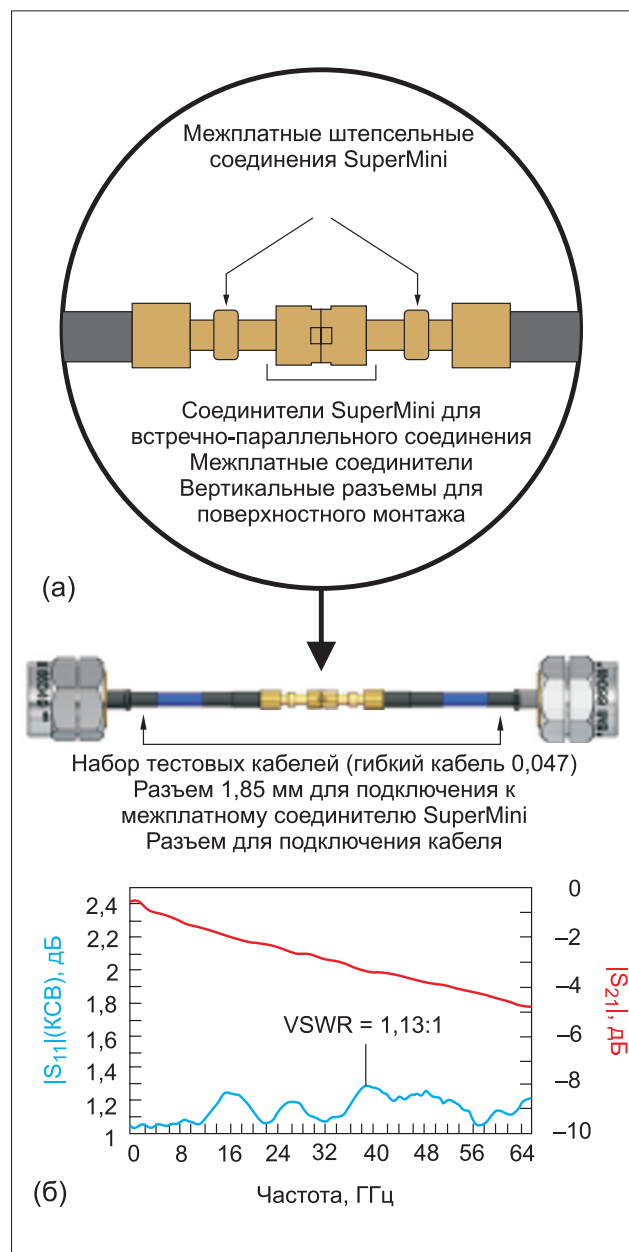 Межплатные штепсельные
соединения SuperMini
Соединители SuperMini для
встречно-параллельного соединения
Межплатные соединители
Вертикальные разъемы для
поверхностного монтажа
(а)
Набор тестовых кабелей (гибкий кабель 0,047)
Разъем 1,85 мм для подключения к
межплатному соединителю SuperMini
Разъем для подключения кабеля
|S11|(КСВ), дБ
2,4
2,2
2
1,8
1,6
1,4
1,2
1
VSWR = 1,13:1
0
–2
–4
–6
–8
–10
|S21|, дБ
0 8 16 24 32 40 48 56 64
Частота, ГГц
(б)